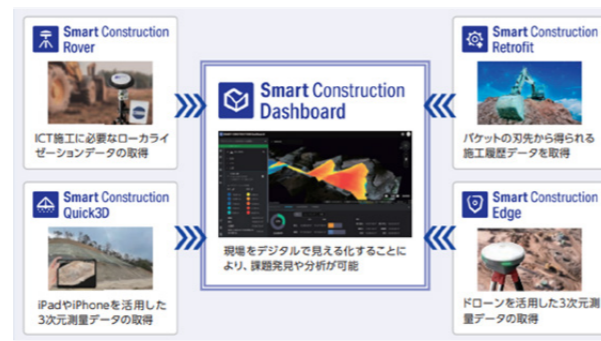 Smart Construction
Rover
ICT施工に必要なローカライ
ゼーションデータの取得
Smart Construction
Quick3D
iPadやiPhoneを活用した
3次元測量データの取得
Smart Construction
Dashboard
現場をデジタルで見える化することに
より、課題発見や分析が可能
Smart Construction
Retrofit
バケットの刃先から得られる
施工履歴データを取得
Smart Construction
Edge
ドローンを活用した3次元測
量データの取得